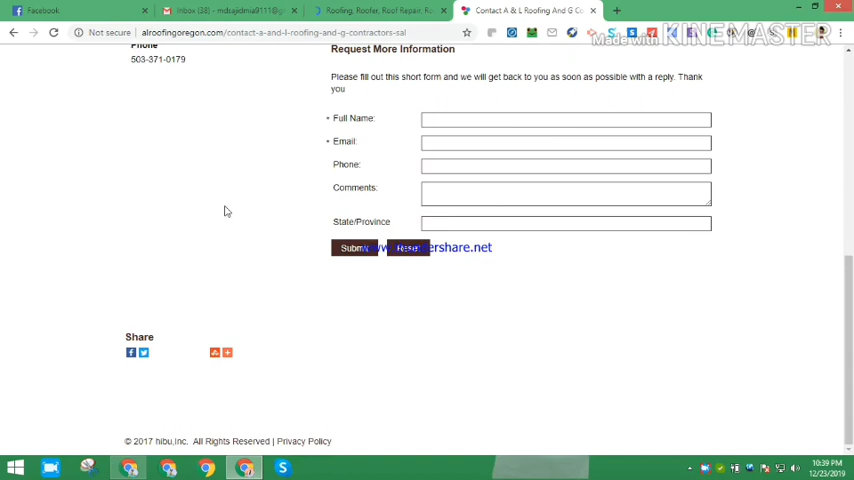 Facebook
Inbox (38) - mdsajidmia9111@g
Roofing, Roofer, Roof Repair, Ro
Contact A & L Roofing And G Co
Not secure
alroofingoregon.com/contact-a-and-l-roofing-and-g-contractors-sal
Made with KINEMASTER
Phone
503-371-0179
Request More Information
Please fill out this short form and we will get back to you as soon as possible with a reply. Thank
you
* Full Name:
* Email:
Phone:
Comments:
State/Province
Submit
Reset
Share
© 2017 hibu,Inc. All Rights Reserved | Privacy Policy
10:39 PM
12/23/2019